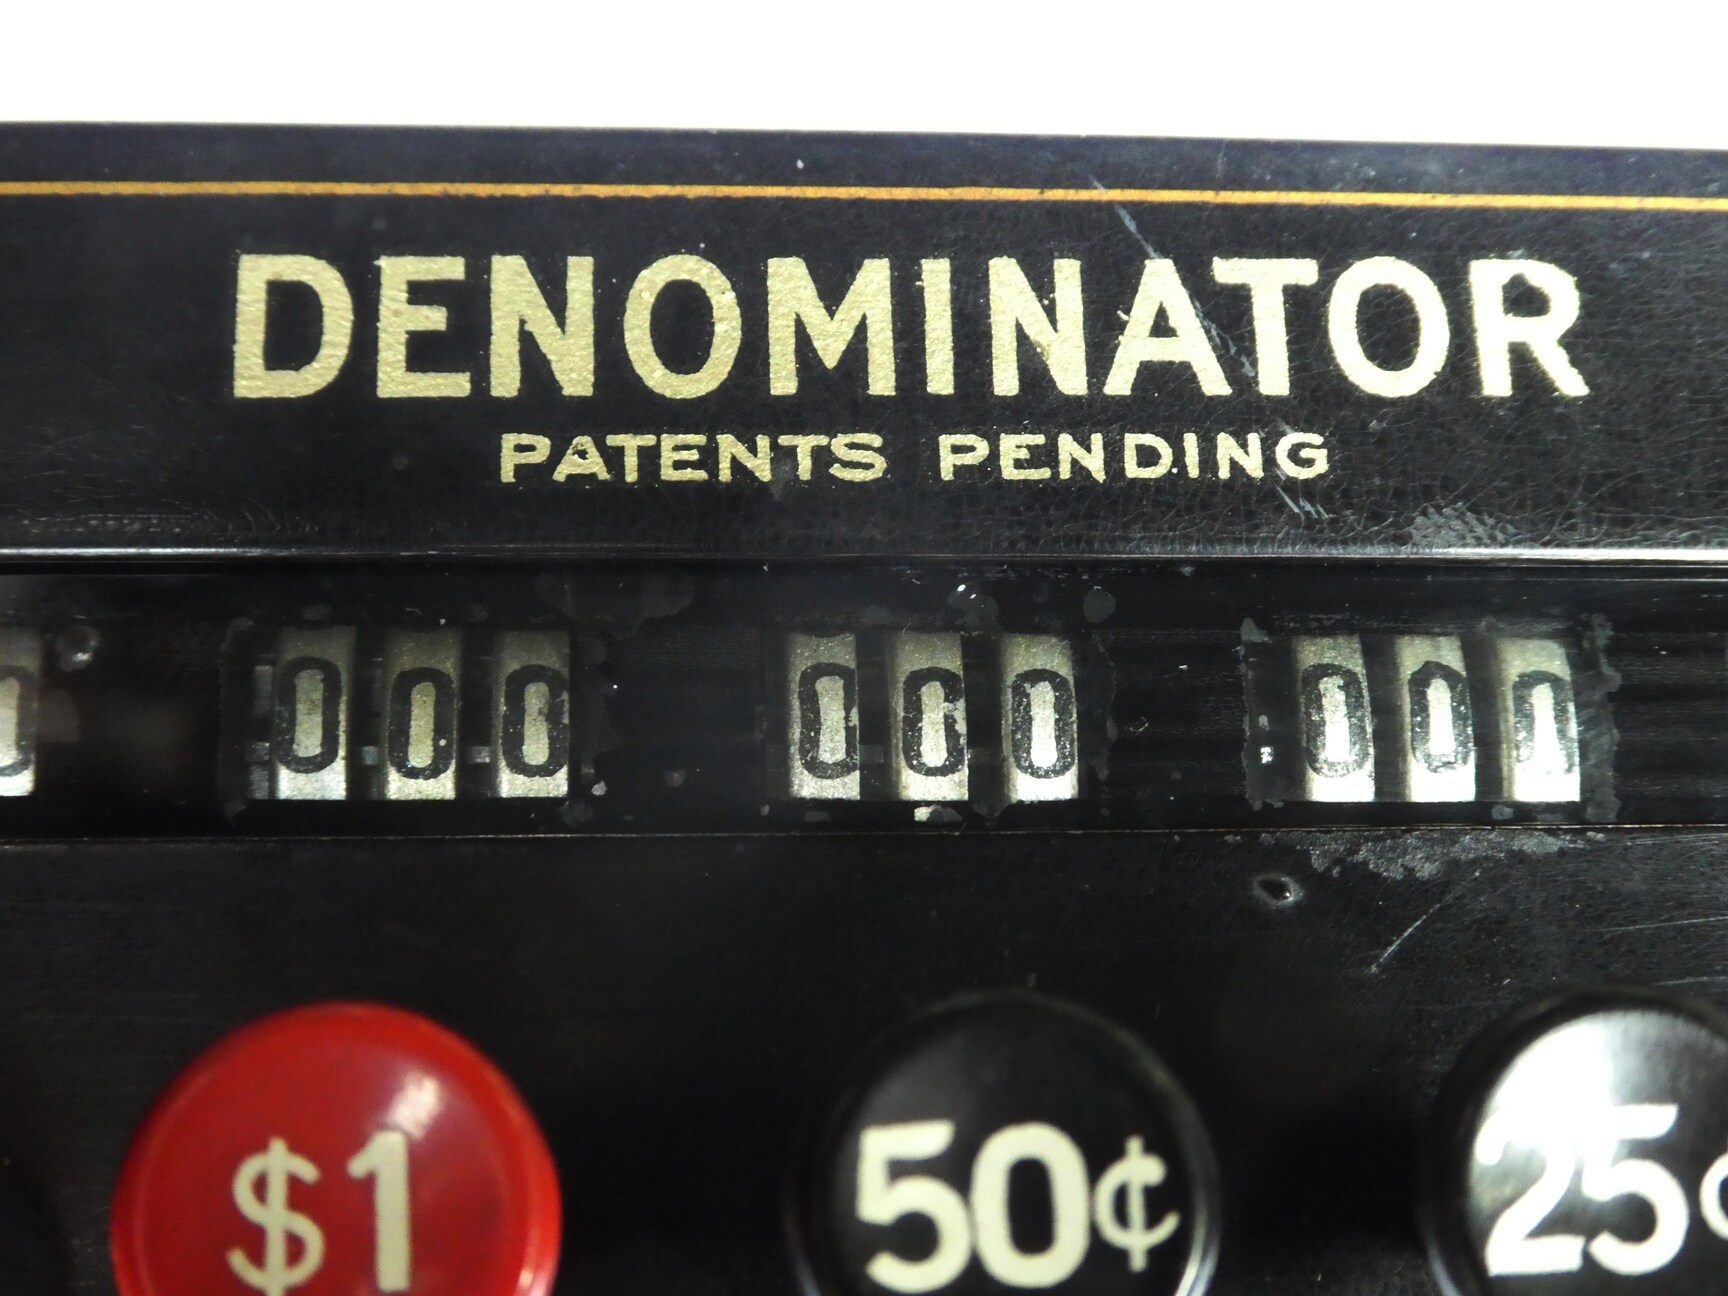 DENOMINATOR
PATENTS PENDING
000 000 000
$1 50¢ 25¢